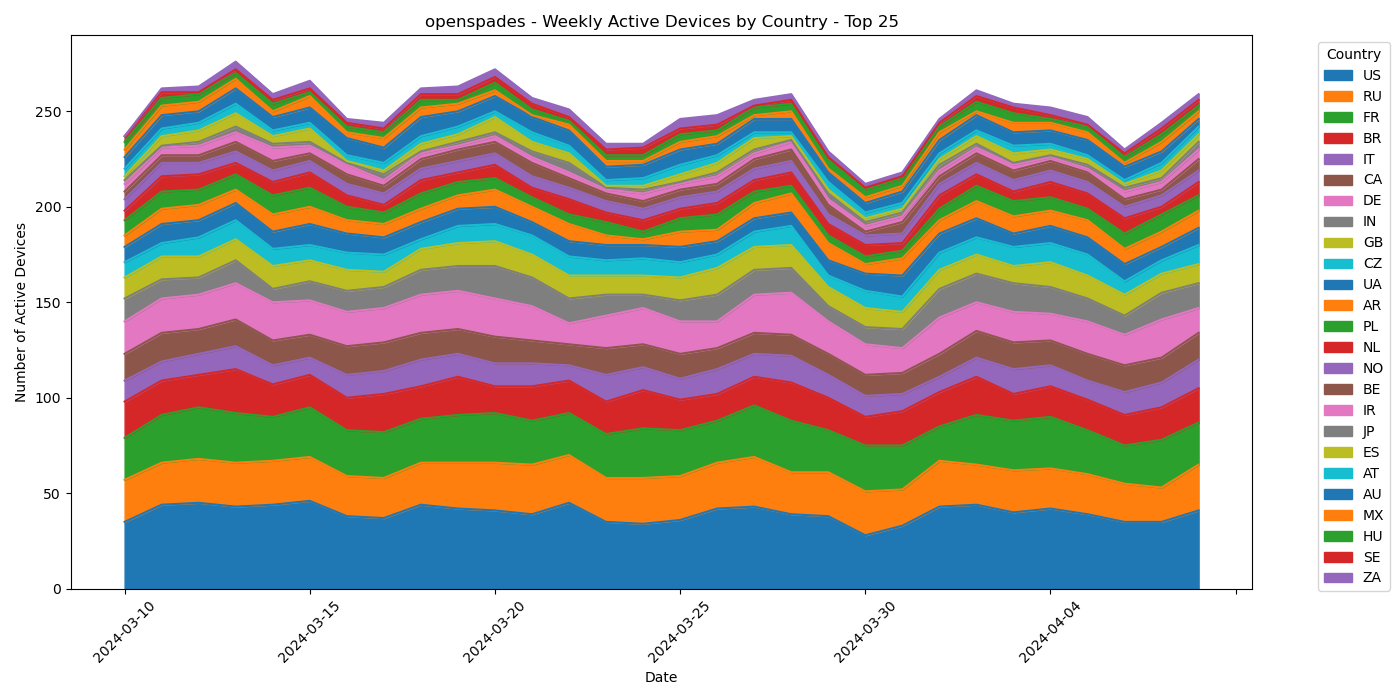 openspades - Weekly Active Devices by Country - Top 25
Number of Active Devices
250
200
150
100
50
0
2024-03-10
2024-03-15
2024-03-20
2024-03-25
2024-03-30
2024-04-04
Date
Country
US
RU
FR
BR
IT
CA
DE
IN
GB
CZ
UA
AR
PL
NL
NO
BE
IR
JP
ES
AT
AU
MX
HU
SE
ZA